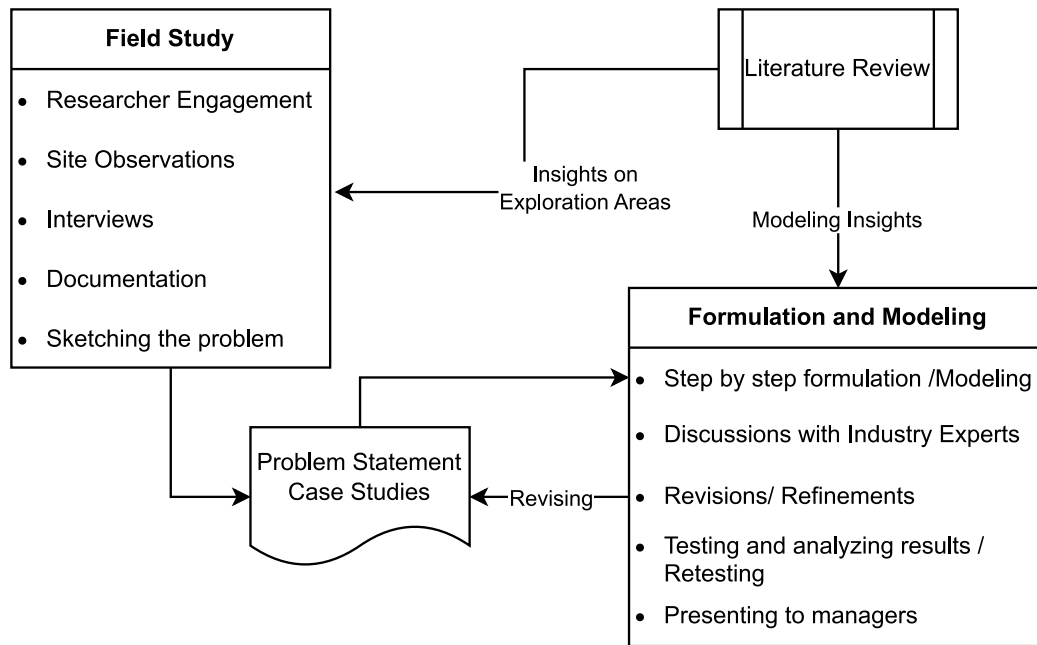 Field Study
• Researcher Engagement
• Site Observations
• Interviews
• Documentation
• Sketching the problem
Literature Review
Insights on
Exploration Areas
Modeling Insights
Formulation and Modeling
• Step by step formulation /Modeling
• Discussions with Industry Experts
• Revisions/ Refinements
• Testing and analyzing results /
Retesting
• Presenting to managers
Problem Statement
Case Studies
Revising